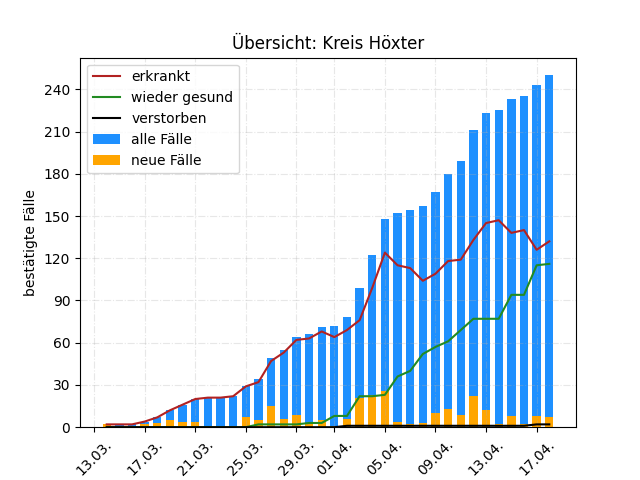 Übersicht: Kreis Höxter
erkrankt
wieder gesund
verstorben
alle Fälle
neue Fälle
bestätigte Fälle
240
210
180
150
120
90
60
30
0
13.03.
17.03.
21.03.
25.03.
29.03.
01.04.
05.04.
09.04.
13.04.
17.04.